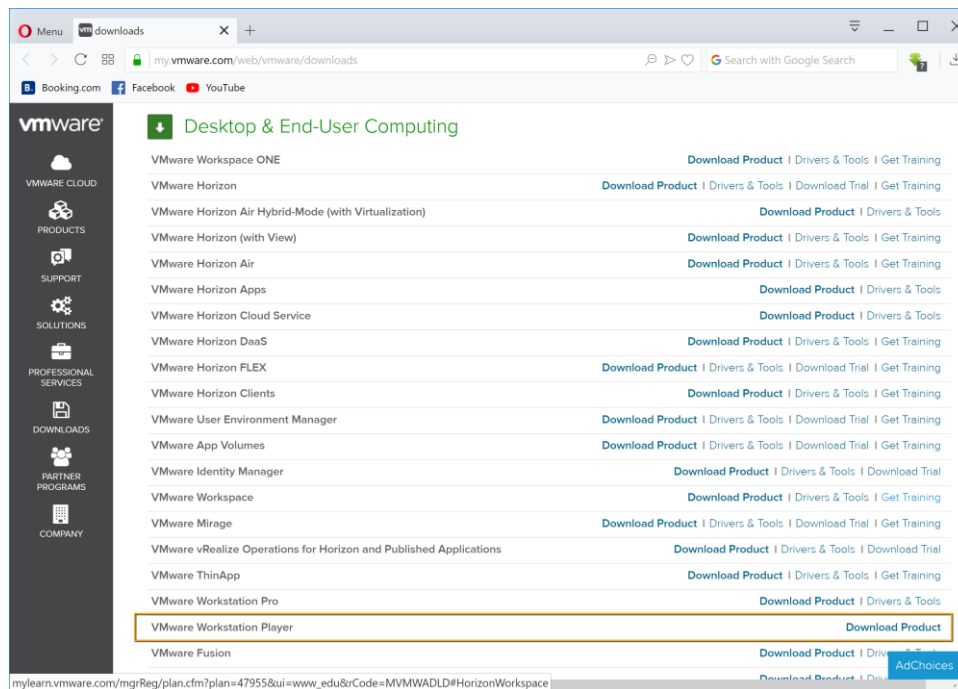 Menu
vm downloads
my.vmware.com/web/vmware/downloads
G Search with Google Search
B. Booking.com
Facebook
YouTube
vmware
Desktop & End-User Computing
VMware Workspace ONE Download Product | Drivers & Tools | Get Training
VMWARE CLOUD
VMware Horizon Download Product | Drivers & Tools | Download Trial | Get Training
VMware Horizon Air Hybrid-Mode (with Virtualization) Download Product | Drivers & Tools
PRODUCTS
VMware Horizon (with View) Download Product | Drivers & Tools | Get Training
VMware Horizon Air Download Product | Drivers & Tools | Get Training
SUPPORT
VMware Horizon Apps Download Product | Drivers & Tools
VMware Horizon Cloud Service Download Product | Drivers & Tools
SOLUTIONS
VMware Horizon DaaS Download Product | Drivers & Tools | Get Training
VMware Horizon FLEX Download Product | Drivers & Tools | Download Trial | Get Training
PROFESSIONAL
SERVICES
VMware Horizon Clients Download Product | Drivers & Tools | Get Training
VMware User Environment Manager Download Product | Drivers & Tools | Download Trial | Get Training
DOWNLOADS
VMware App Volumes Download Product | Drivers & Tools | Download Trial | Get Training
VMware Identity Manager Download Product | Drivers & Tools | Download Trial
PARTNER
PROGRAMS
VMware Workspace Download Product | Drivers & Tools | Get Training
VMware Mirage Download Product | Drivers & Tools | Download Trial | Get Training
COMPANY
VMware vRealize Operations for Horizon and Published Applications Download Product | Drivers & Tools | Download Trial
VMware ThinApp Download Product | Drivers & Tools | Get Training
VMware Workstation Pro Download Product | Drivers & Tools
VMware Workstation Player Download Product
VMware Fusion Download Product |
AdChoices
mylearn.vmware.com/mgrReg/plan.cfm?plan=47955&ui=www_edu&rCode=MVMWADLD#HorizonWorkspace